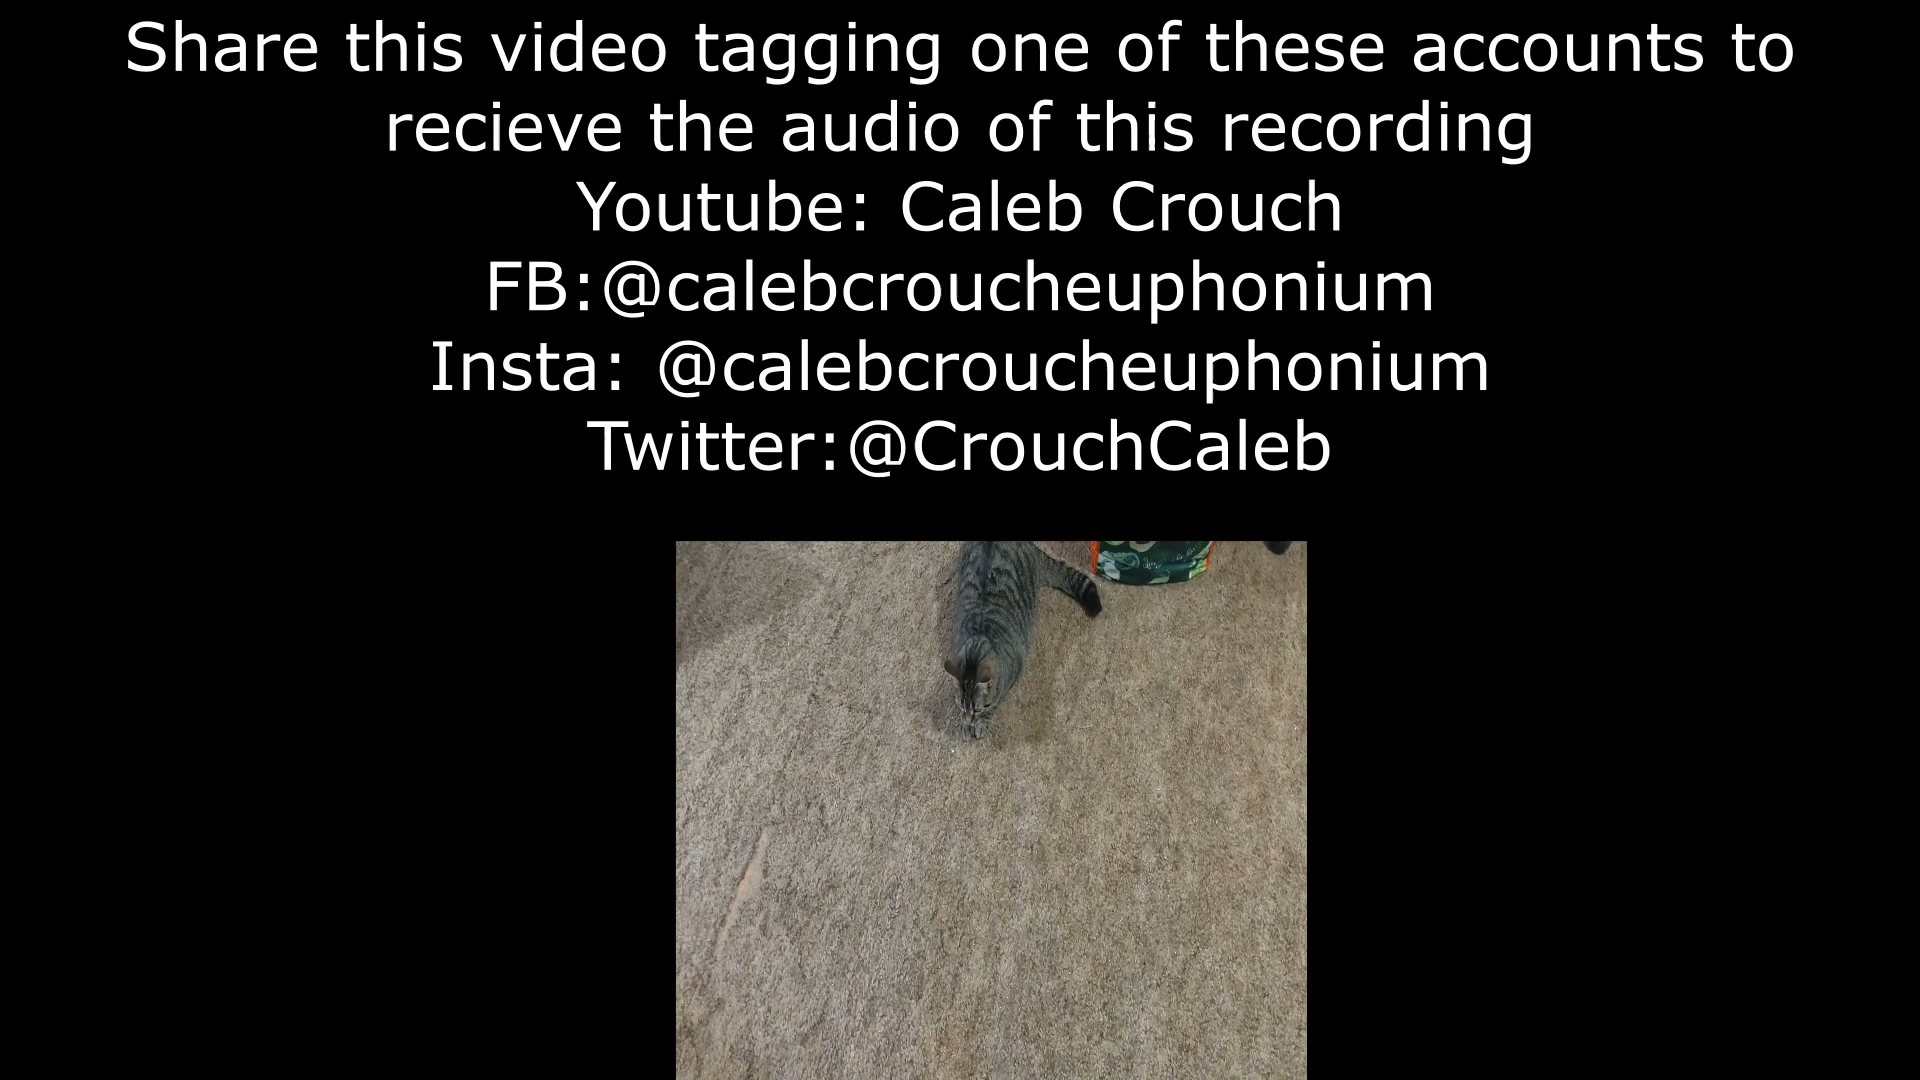 Share this video tagging one of these accounts to
recieve the audio of this recording
Youtube: Caleb Crouch
FB:@calebcroucheuphonium
Insta: @calebcroucheuphonium
Twitter:@CrouchCaleb